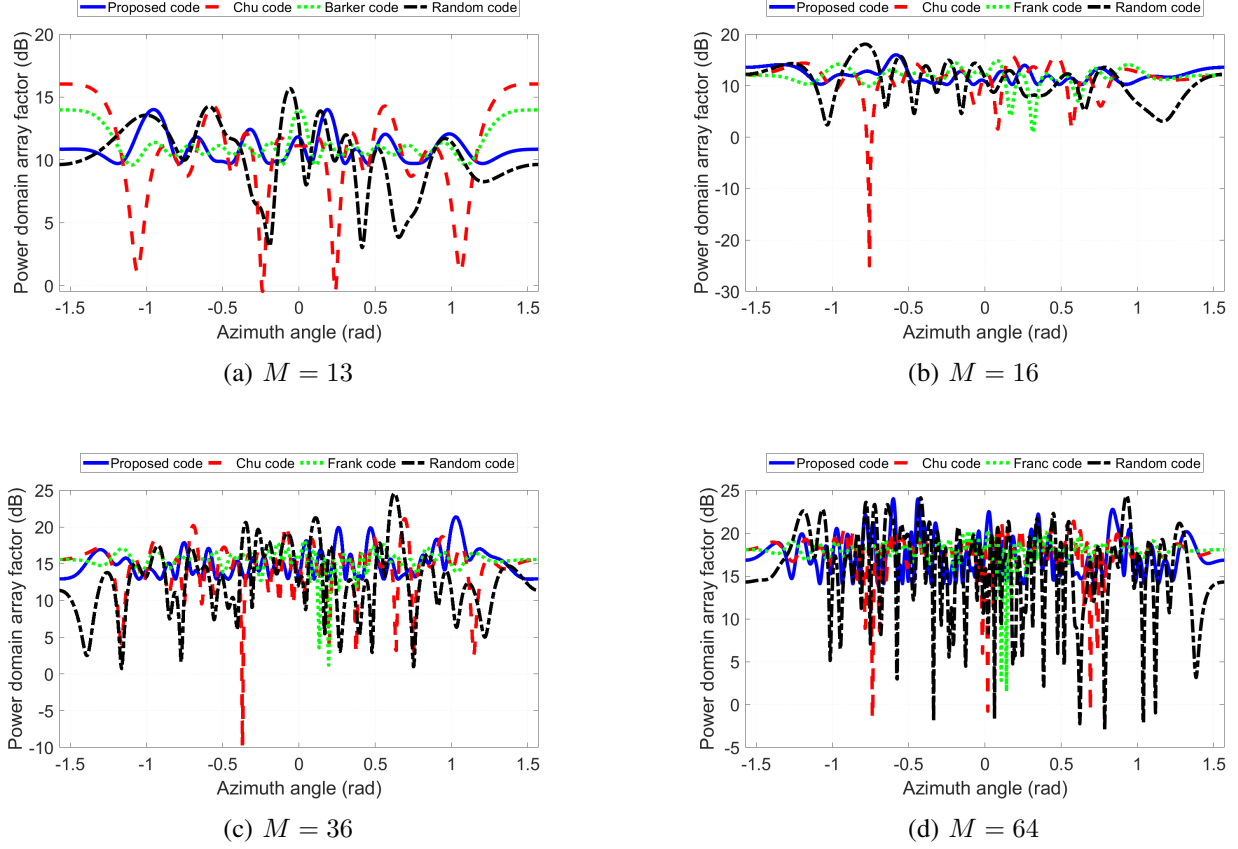 Proposed code Chu code Barker code Random code
20
15
10
5
0
Power domain array factor (dB)
-1.5 -1 -0.5 0 0.5 1 1.5
Azimuth angle (rad)
(a) M = 13
Proposed code Chu code Frank code Random code
20
10
0
-10
-20
-30
Power domain array factor (dB)
-1.5 -1 -0.5 0 0.5 1 1.5
Azimuth angle (rad)
(b) M = 16
Proposed code Chu code Frank code Random code
25
20
15
10
5
0
-5
-10
Power domain array factor (dB)
-1.5 -1 -0.5 0 0.5 1 1.5
Azimuth angle (rad)
(c) M = 36
Proposed code Chu code Franc code Random code
25
20
15
10
5
0
-5
Power domain array factor (dB)
-1.5 -1 -0.5 0 0.5 1 1.5
Azimuth angle (rad)
(d) M = 64